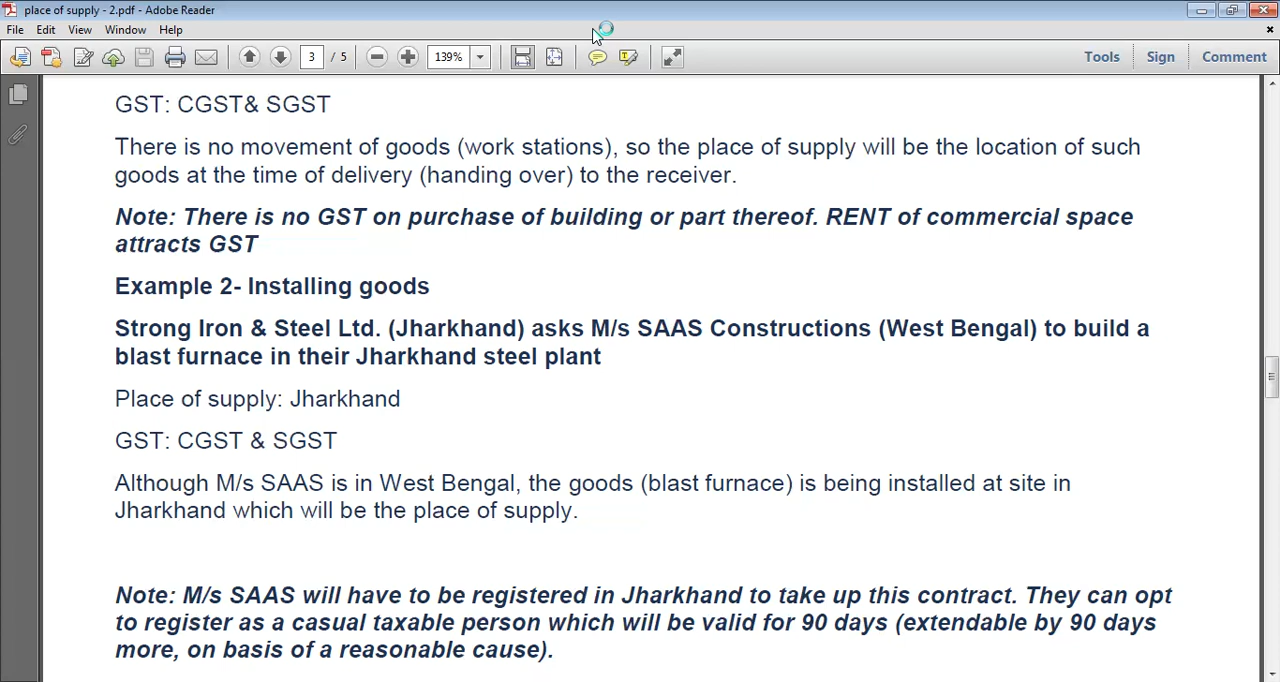 place of supply - 2.pdf - Adobe Reader
File Edit View Window Help
3 / 5 139% Tools Sign Comment
GST: CGST& SGST
There is no movement of goods (work stations), so the place of supply will be the location of such
goods at the time of delivery (handing over) to the receiver.
Note: There is no GST on purchase of building or part thereof. RENT of commercial space
attracts GST
Example 2- Installing goods
Strong Iron & Steel Ltd. (Jharkhand) asks M/s SAAS Constructions (West Bengal) to build a
blast furnace in their Jharkhand steel plant
Place of supply: Jharkhand
GST: CGST & SGST
Although M/s SAAS is in West Bengal, the goods (blast furnace) is being installed at site in
Jharkhand which will be the place of supply.
Note: M/s SAAS will have to be registered in Jharkhand to take up this contract. They can opt
to register as a casual taxable person which will be valid for 90 days (extendable by 90 days
more, on basis of a reasonable cause).